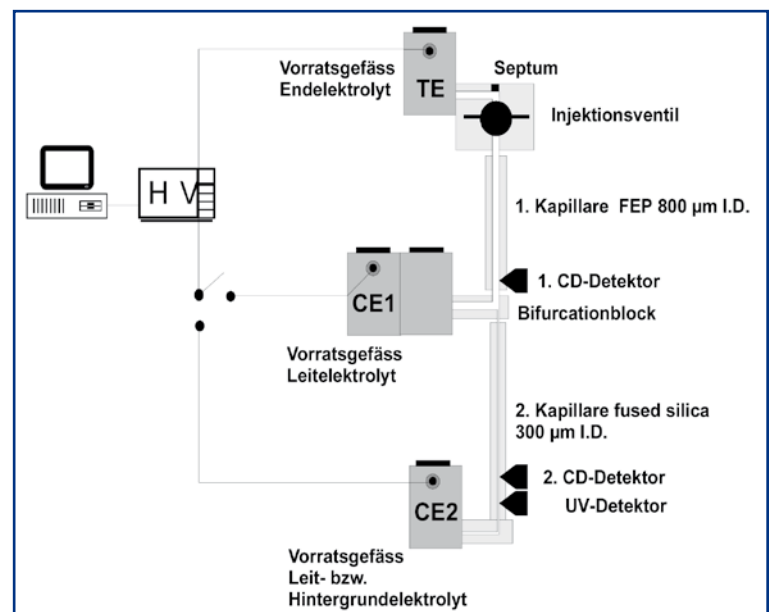 Vorratsgefäss
Endelektrolyt
TE
Septum
Injektionsventil
H V
1. Kapillare FEP 800 µm I.D.
1. CD-Detektor
Bifurcationblock
CE1
Vorratsgefäss
Leitelektrolyt
2. Kapillare fused silica
300 µm I.D.
2. CD-Detektor
UV-Detektor
CE2
Vorratsgefäss
Leit- bzw.
Hintergrundelektrolyt